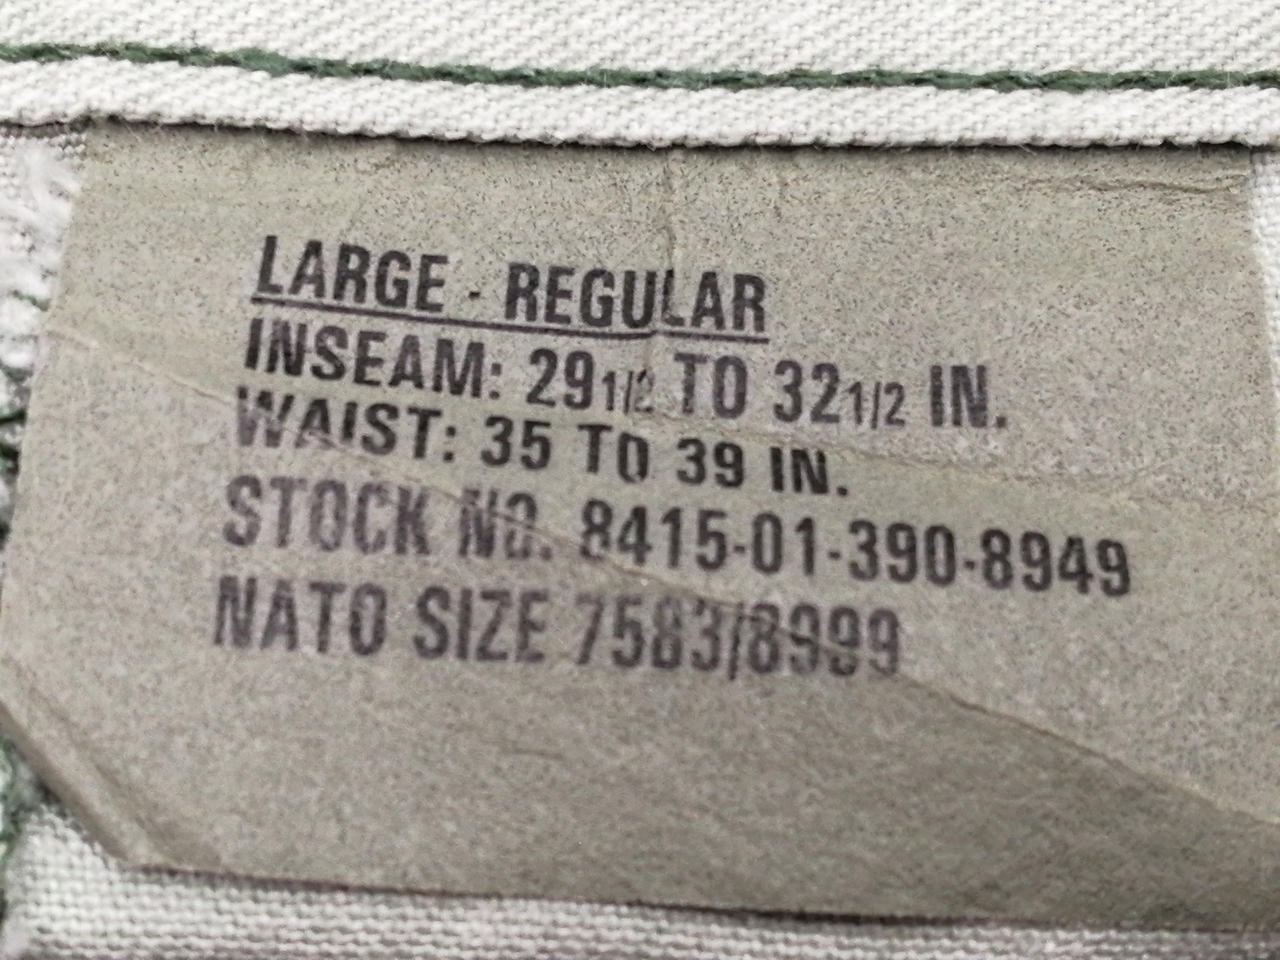 LARGE - REGULAR
INSEAM: 29 1/2 TO 32 1/2 IN.
WAIST: 35 TO 39 IN.
STOCK NO. 8415-01-390-8949
NATO SIZE 7583/8999